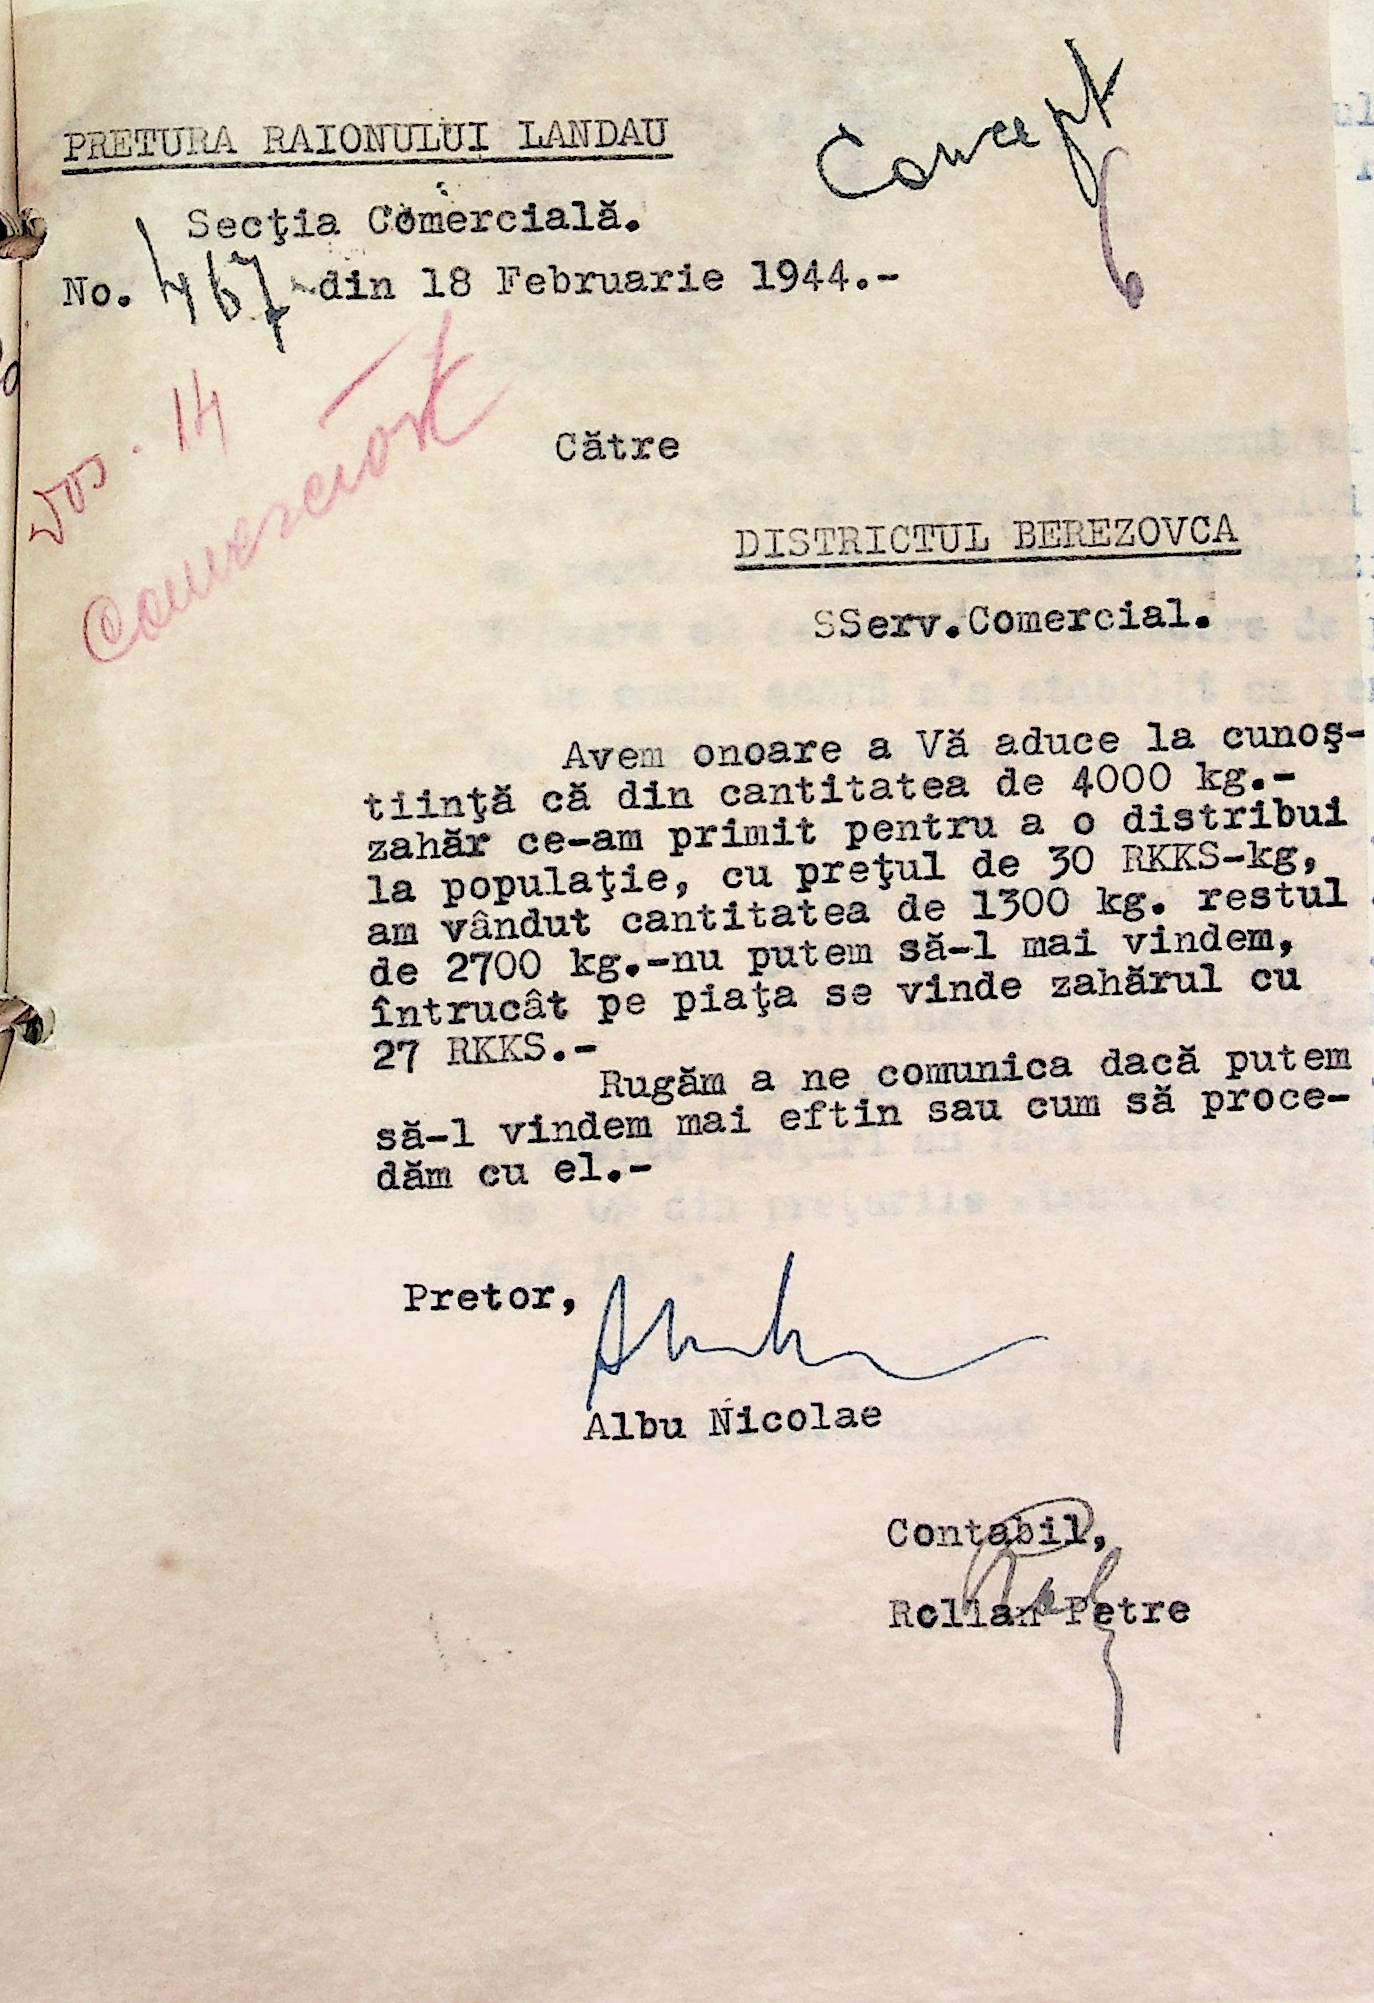 Concept
PRETURA RAIONULUI LANDAU
Secţia Comercială.
No. 467 din 18 Februarie 1944.-
Dos. 14
Comercial
Către
DISTRICTUL BEREZOVCA
SServ.Comercial.
Avem onoare a Vă aduce la cunoş-
tiinţă că din cantitatea de 4000 kg.-
zahăr ce-am primit pentru a o distribui
la populaţie, cu preţul de 30 RKKS-kg,
am vândut cantitatea de 1300 kg. restul
de 2700 kg.-nu putem să-l mai vindem,
întrucât pe piaţa se vinde zahărul cu
27 RKKS.-
Rugăm a ne comunica dacă putem
să-l vindem mai eftin sau cum să proce-
dăm cu el.-
Pretor,
Albu Nicolae
Contabil,
Rollan Petre